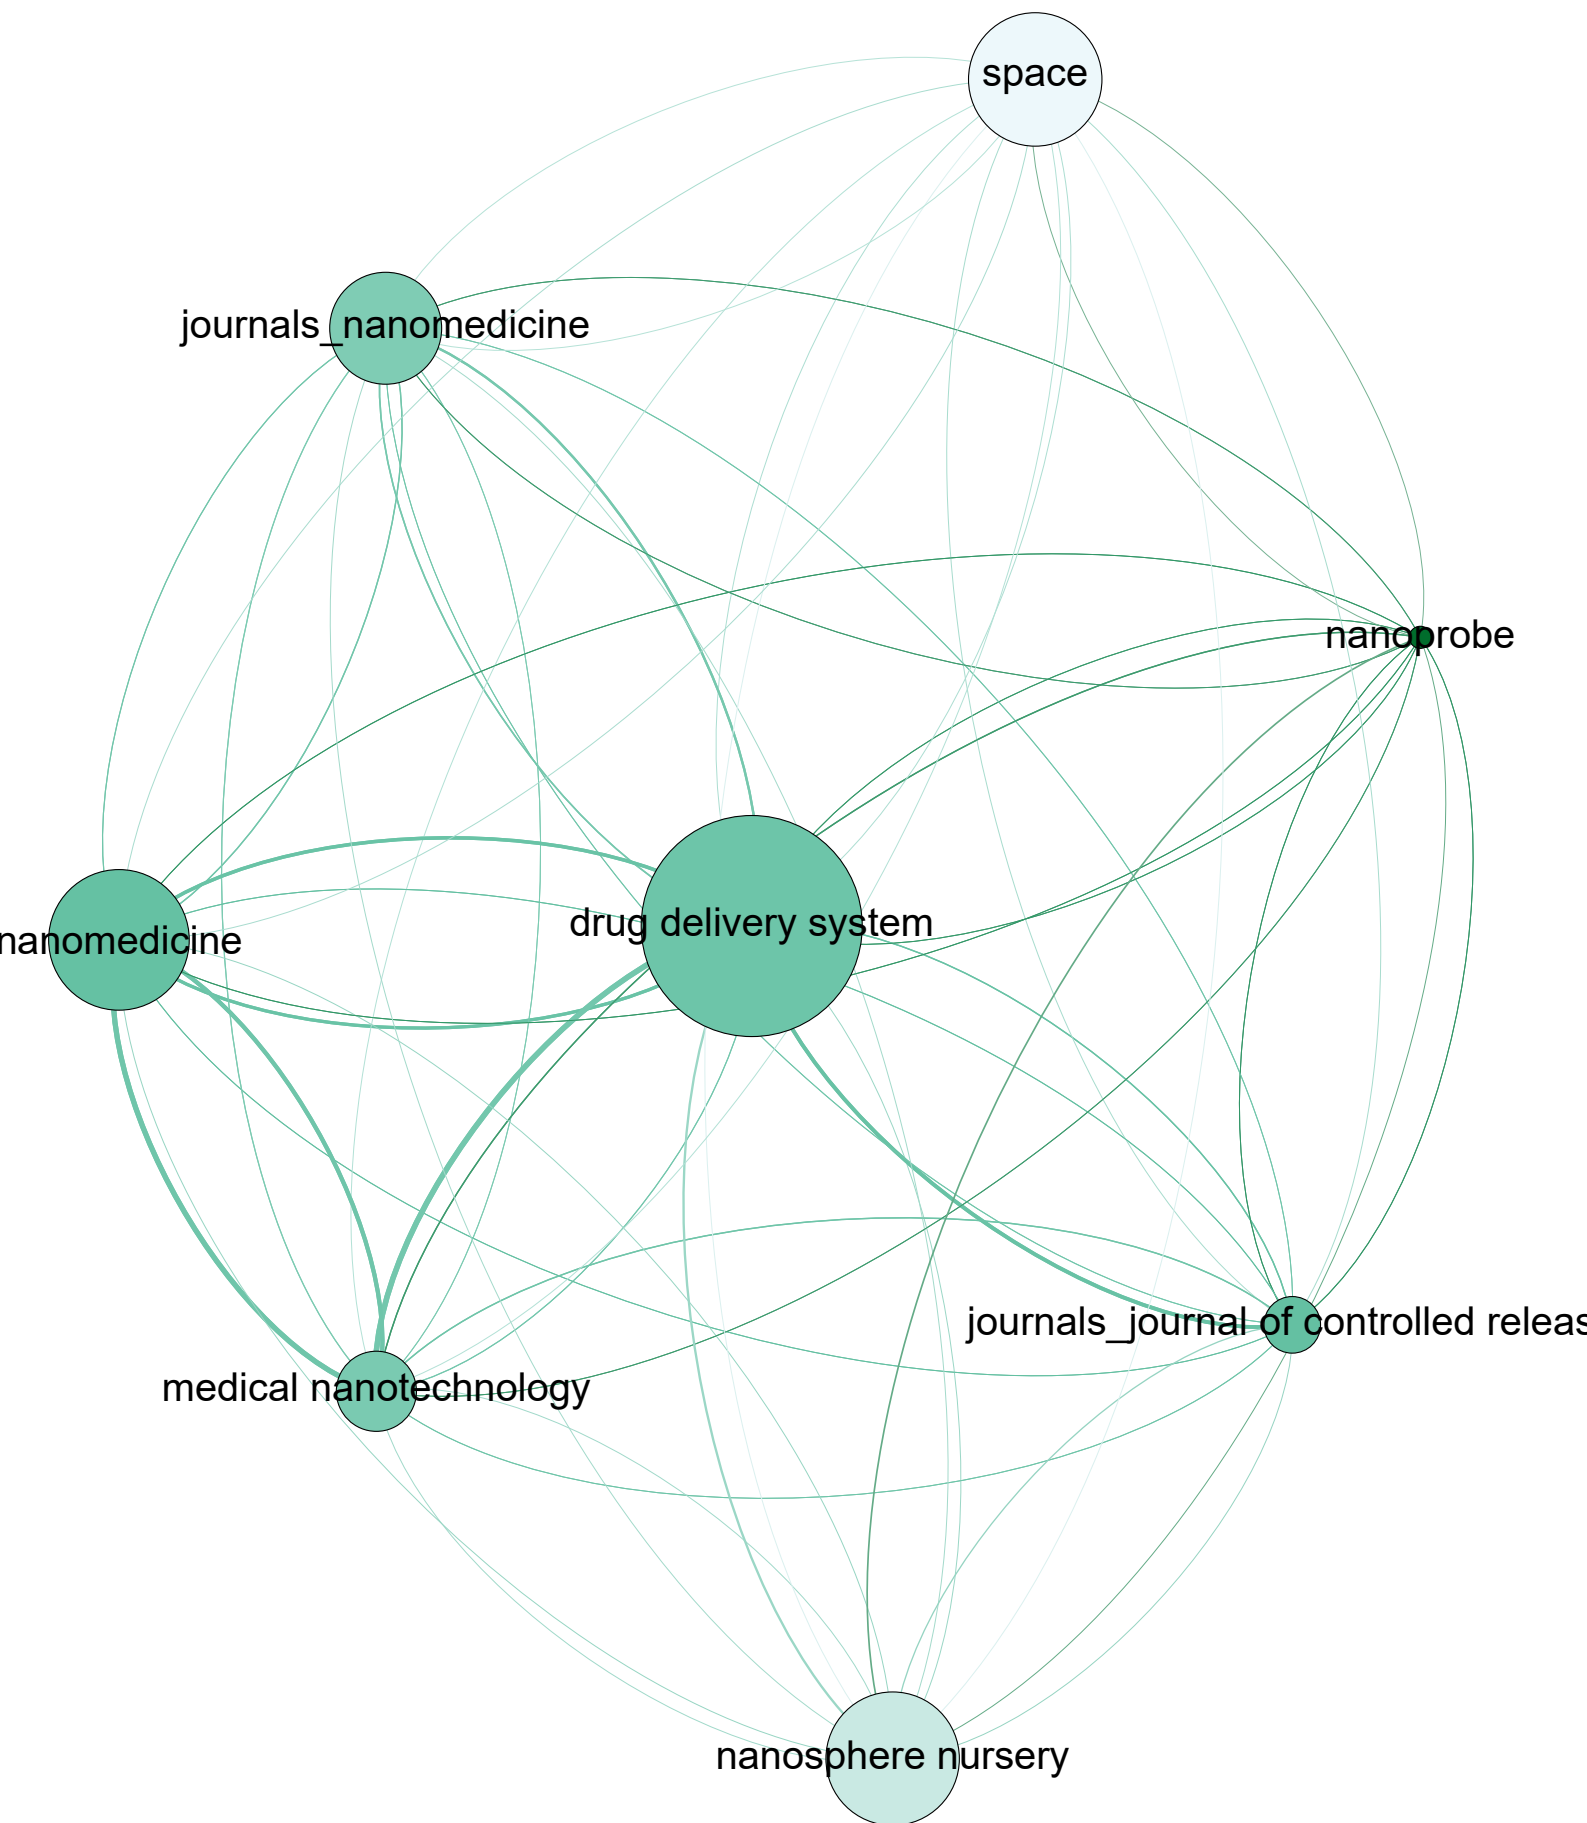 space
journals_nanomedicine
nanoprobe
drug delivery system
nanomedicine
journals_journal of controlled releas
medical nanotechnology
nanosphere nursery